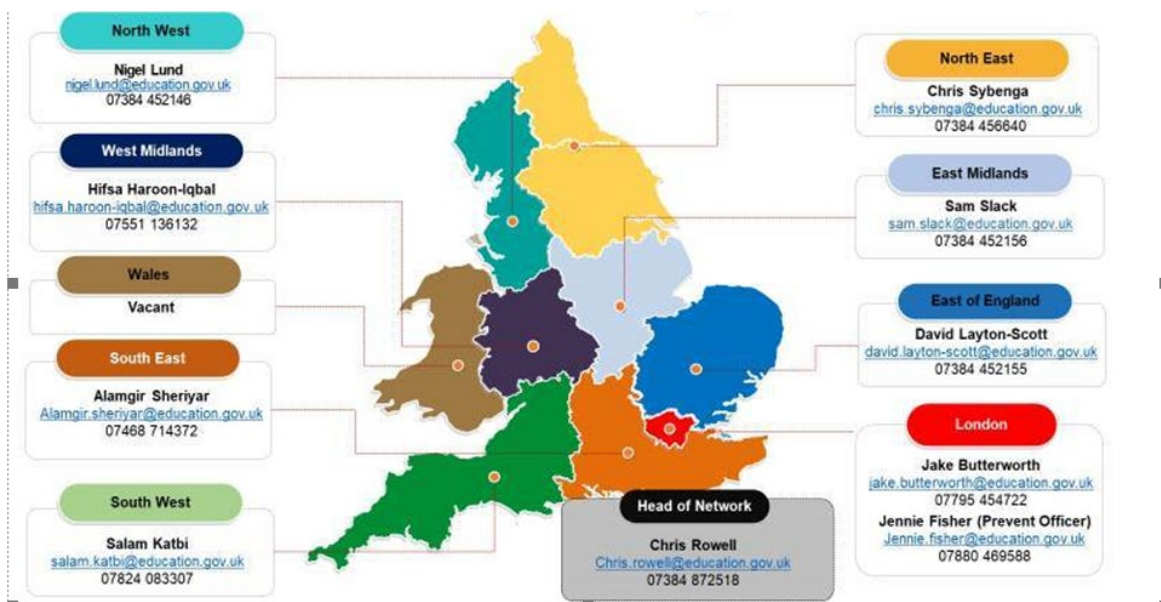 North West
Nigel Lund
nigel.lund@education.gov.uk
07384 452146
West Midlands
Hifsa Haroon-Iqbal
hifsa.haroon-iqbal@education.gov.uk
07551 136132
Wales
Vacant
South East
Alamgir Sheriyar
Alamgir.sheriyar@education.gov.uk
07468 714372
South West
Salam Katbi
salam.katbi@education.gov.uk
07824 083307
Head of Network
Chris Rowell
Chris.rowell@education.gov.uk
07384 872518
North East
Chris Sybenga
chris.sybenga@education.gov.uk
07384 456640
East Midlands
Sam Slack
sam.slack@education.gov.uk
07384 452156
East of England
David Layton-Scott
david.layton-scott@education.gov.uk
07384 452155
London
Jake Butterworth
jake.butterworth@education.gov.uk
07795 454722
Jennie Fisher (Prevent Officer)
Jennie.fisher@education.gov.uk
07880 469588